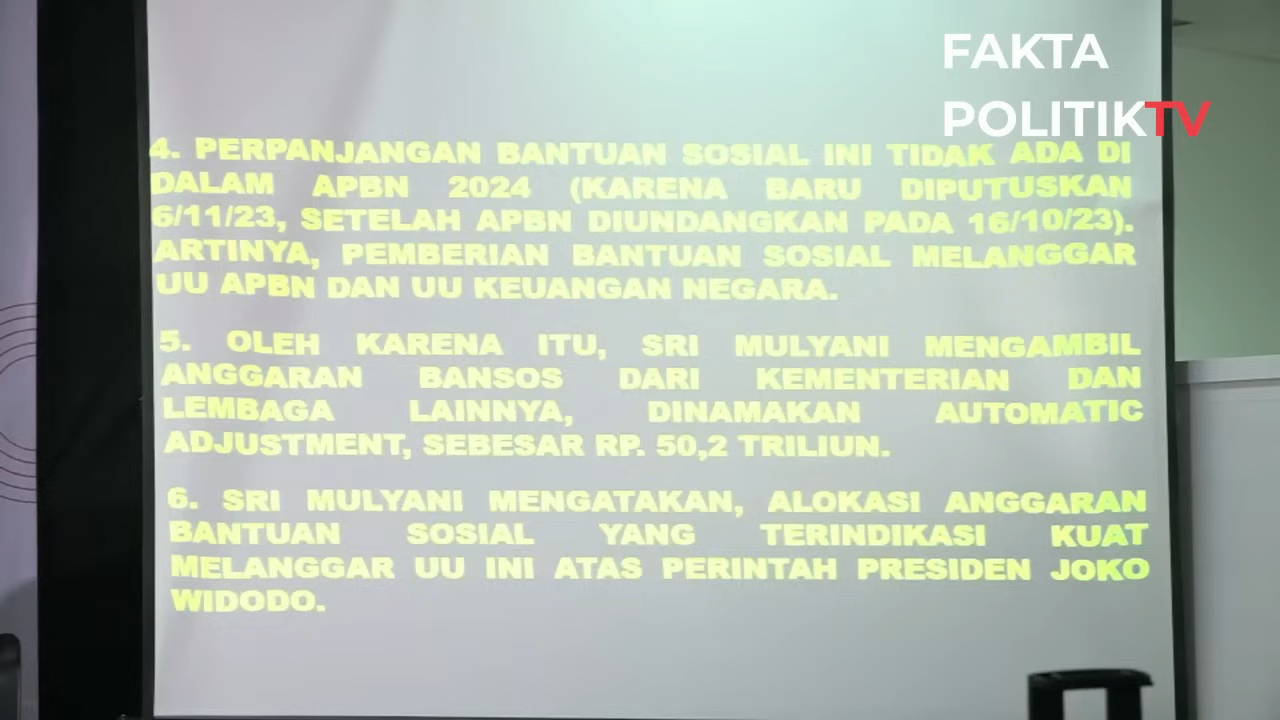 FAKTA
POLITIKTV
4. PERPANJANGAN BANTUAN SOSIAL INI TIDAK ADA DI
DALAM APBN 2024 (KARENA BARU DIPUTUSKAN
6/11/23, SETELAH APBN DIUNDANGKAN PADA 16/10/23).
ARTINYA, PEMBERIAN BANTUAN SOSIAL MELANGGAR
UU APBN DAN UU KEUANGAN NEGARA.
5. OLEH KARENA ITU, SRI MULYANI MENGAMBIL
ANGGARAN BANSOS DARI KEMENTERIAN DAN
LEMBAGA LAINNYA, DINAMAKAN AUTOMATIC
ADJUSTMENT, SEBESAR RP. 50,2 TRILIUN.
6. SRI MULYANI MENGATAKAN, ALOKASI ANGGARAN
BANTUAN SOSIAL YANG TERINDIKASI KUAT
MELANGGAR UU INI ATAS PERINTAH PRESIDEN JOKO
WIDODO.